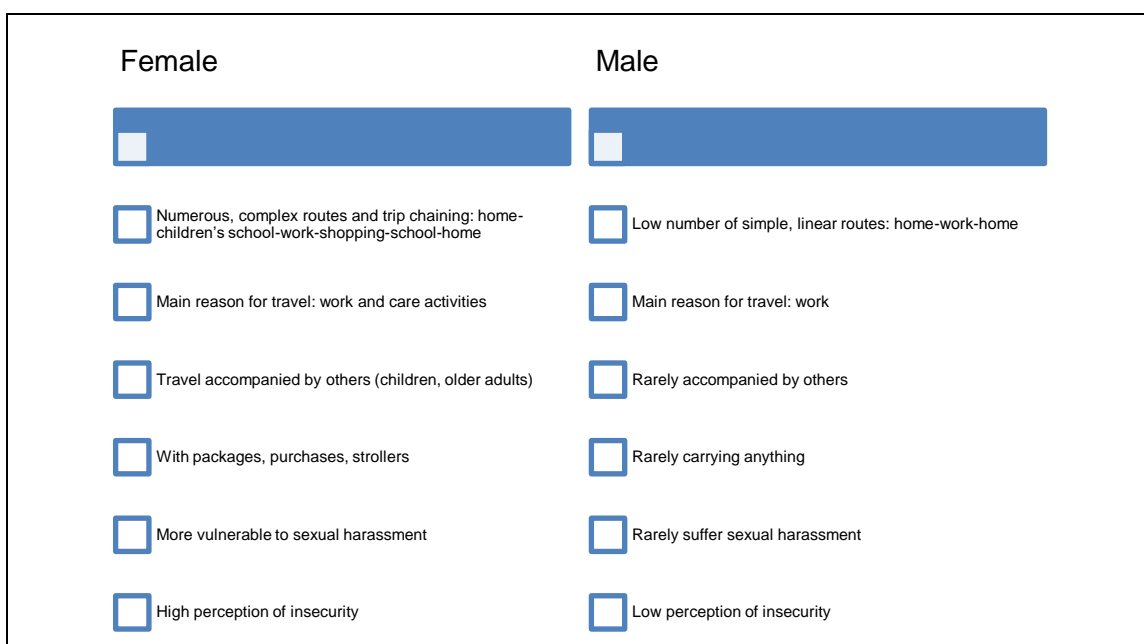 Female
Male
Numerous, complex routes and trip chaining: home-
children’s school-work-shopping-school-home
Low number of simple, linear routes: home-work-home
Main reason for travel: work and care activities
Main reason for travel: work
Travel accompanied by others (children, older adults)
Rarely accompanied by others
With packages, purchases, strollers
Rarely carrying anything
More vulnerable to sexual harassment
Rarely suffer sexual harassment
High perception of insecurity
Low perception of insecurity